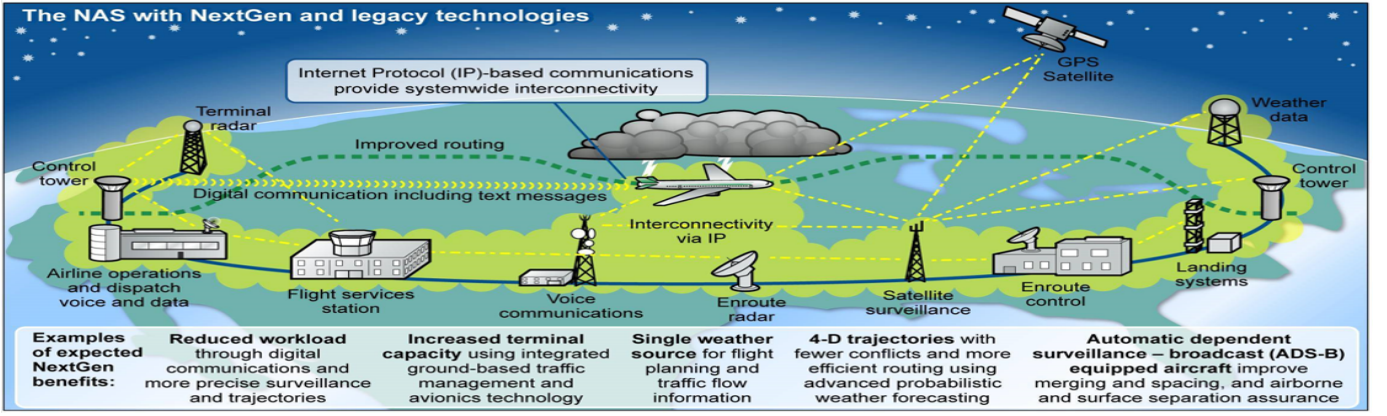 The NAS with NextGen and legacy technologies
GPS
Satellite
Internet Protocol (IP)-based communications
provide systemwide interconnectivity
Terminal
radar
Weather
data
Improved routing
Control
tower
Control
tower
Digital communication including text messages
Interconnectivity
via IP
Airline operations
and dispatch
voice and data
Flight services
station
Voice
communications
Enroute
radar
Satellite
surveillance
Enroute
control
Landing
systems
Examples
of expected
NextGen
benefits:
Reduced workload
through digital
communications and
more precise surveillance
and trajectories
Increased terminal
capacity using integrated
ground-based traffic
management and
avionics technology
Single weather
source for flight
planning and
traffic flow
information
4-D trajectories with
fewer conflicts and more
efficient routing using
advanced probabilistic
weather forecasting
Automatic dependent
surveillance – broadcast (ADS-B)
equipped aircraft improve
merging and spacing, and airborne
and surface separation assurance